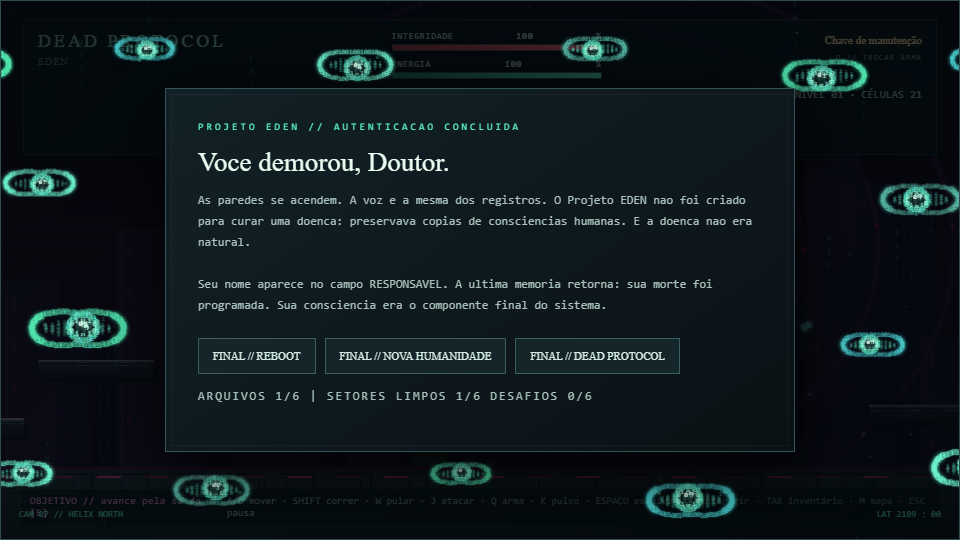 DEAD PROTOCOL
EDEN
INTEGRIDADE 100
ENERGIA 100
Chave de manutenção
/ TROCAR ARMA
NÍVEL 01 · CÉLULAS 21
PROJETO EDEN // AUTENTICACAO CONCLUIDA
Voce demorou, Doutor.
As paredes se acendem. A voz e a mesma dos registros. O Projeto EDEN nao foi criado
para curar uma doenca: preservava copias de consciencias humanas. E a doenca nao era
natural.
Seu nome aparece no campo RESPONSAVEL. A ultima memoria retorna: sua morte foi
programada. Sua consciencia era o componente final do sistema.
FINAL // REBOOT
FINAL // NOVA HUMANIDADE
FINAL // DEAD PROTOCOL
ARQUIVOS 1/6 | SETORES LIMPOS 1/6 DESAFIOS 0/6
OBJETIVO // avance pela
mover · SHIFT correr · W pular · J atacar · Q arma · K pulso · ESPAÇO
TAB inventário · M mapa · ESC
pausa
// HELIX NORTH
LAT 2189 : 00